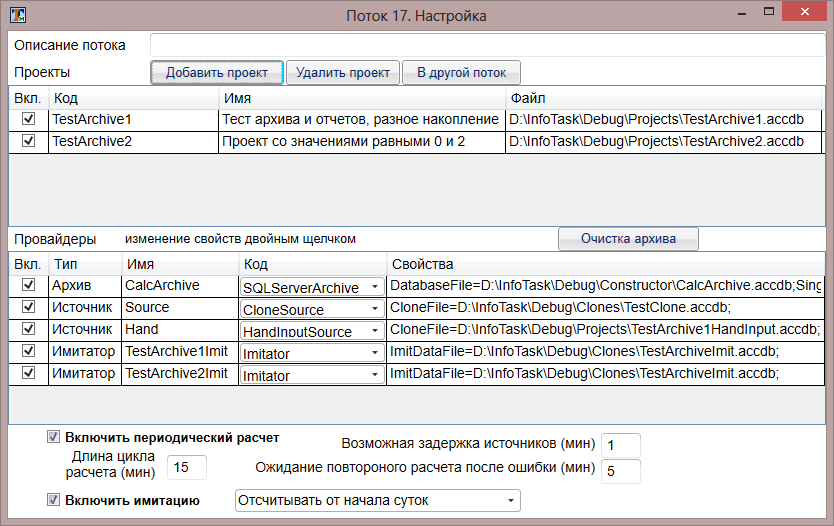 Поток 17. Настройка
Описание потока
Проекты Добавить проект Удалить проект В другой поток
Вкл. Код Имя Файл
TestArchive1 Тест архива и отчетов, разное накопление D:\InfoTask\Debug\Projects\TestArchive1.accdb
TestArchive2 Проект со значениями равными 0 и 2 D:\InfoTask\Debug\Projects\TestArchive2.accdb
Провайдеры изменение свойств двойным щелчком Очистка архива
Вкл. Тип Имя Код Свойства
Архив CalcArchive SQLServerArchive DatabaseFile=D:\InfoTask\Debug\Constructor\CalcArchive.accdb;Sing
Источник Source CloneSource CloneFile=D:\InfoTask\Debug\Clones\TestClone.accdb;
Источник Hand HandInputSource CloneFile=D:\InfoTask\Debug\Projects\TestArchive1HandInput.accdb;
Имитатор TestArchive1Imit Imitator ImitDataFile=D:\InfoTask\Debug\Clones\TestArchiveImit.accdb;
Имитатор TestArchive2Imit Imitator ImitDataFile=D:\InfoTask\Debug\Clones\TestArchiveImit.accdb;
Включить периодический расчет Возможная задержка источников (мин) 1
Длина цикла
расчета (мин) 15 Ожидание повтороного расчета после ошибки (мин) 5
Включить имитацию Отсчитывать от начала суток